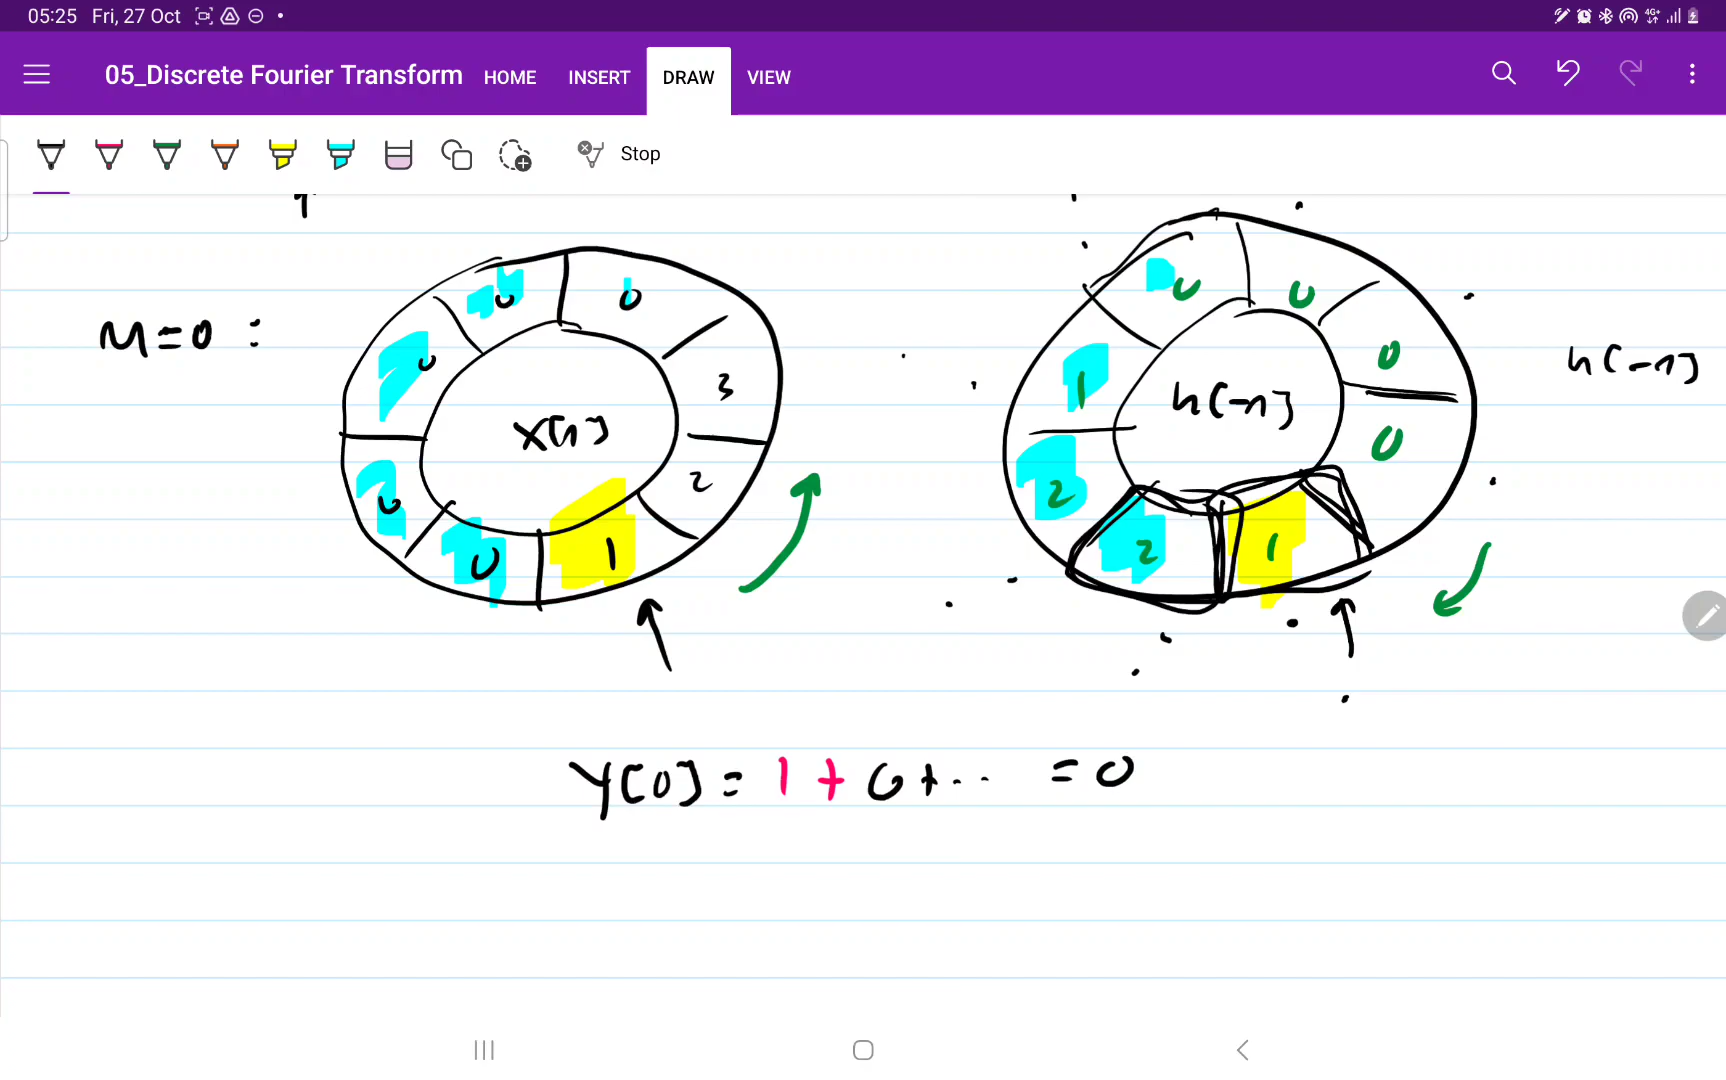 05:25 Fri, 27 Oct
4G+
05_Discrete Fourier Transform HOME INSERT DRAW VIEW
Stop
M=0 :
0 0 3 2 1 0 0 0
x[n]
0 0 0 0 1 2 2 1
h[-n]
h[-n]
y[0] = 1 + 0 + .. = 0